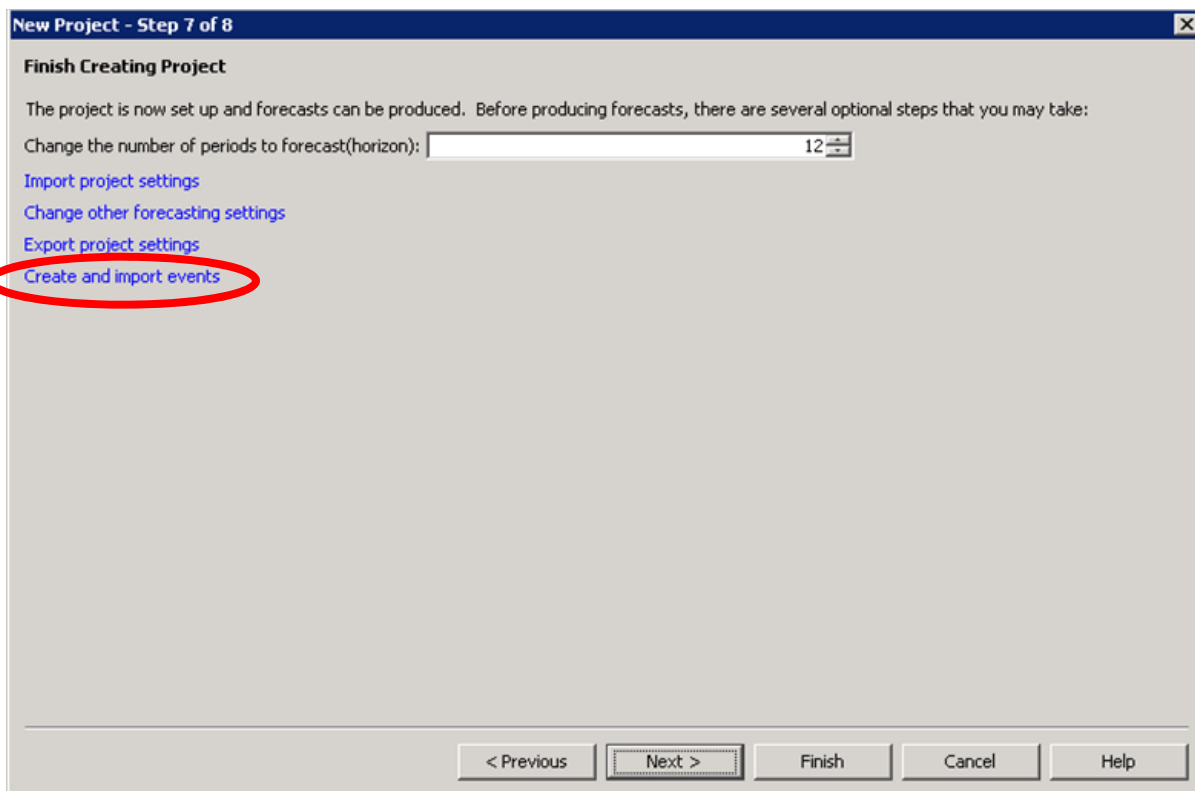 New Project - Step 7 of 8
Finish Creating Project
The project is now set up and forecasts can be produced.  Before producing forecasts, there are several optional steps that you may take:
Change the number of periods to forecast(horizon): 12
Import project settings
Change other forecasting settings
Export project settings
Create and import events
< Previous Next > Finish Cancel Help